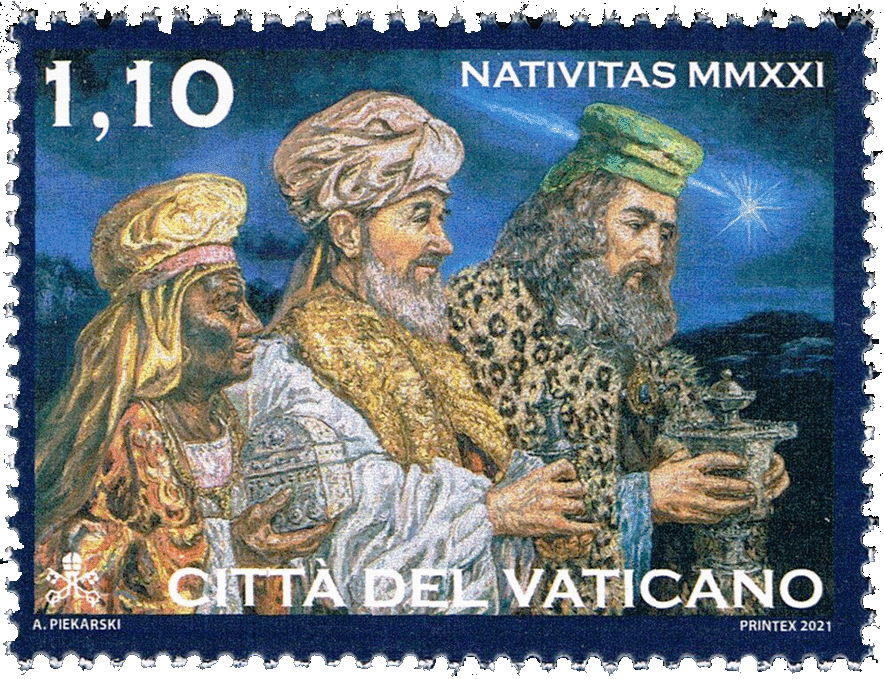 1,10
NATIVITAS MMXXI
CITTÀ DEL VATICANO
A. PIEKARSKI
PRINTEX 2021